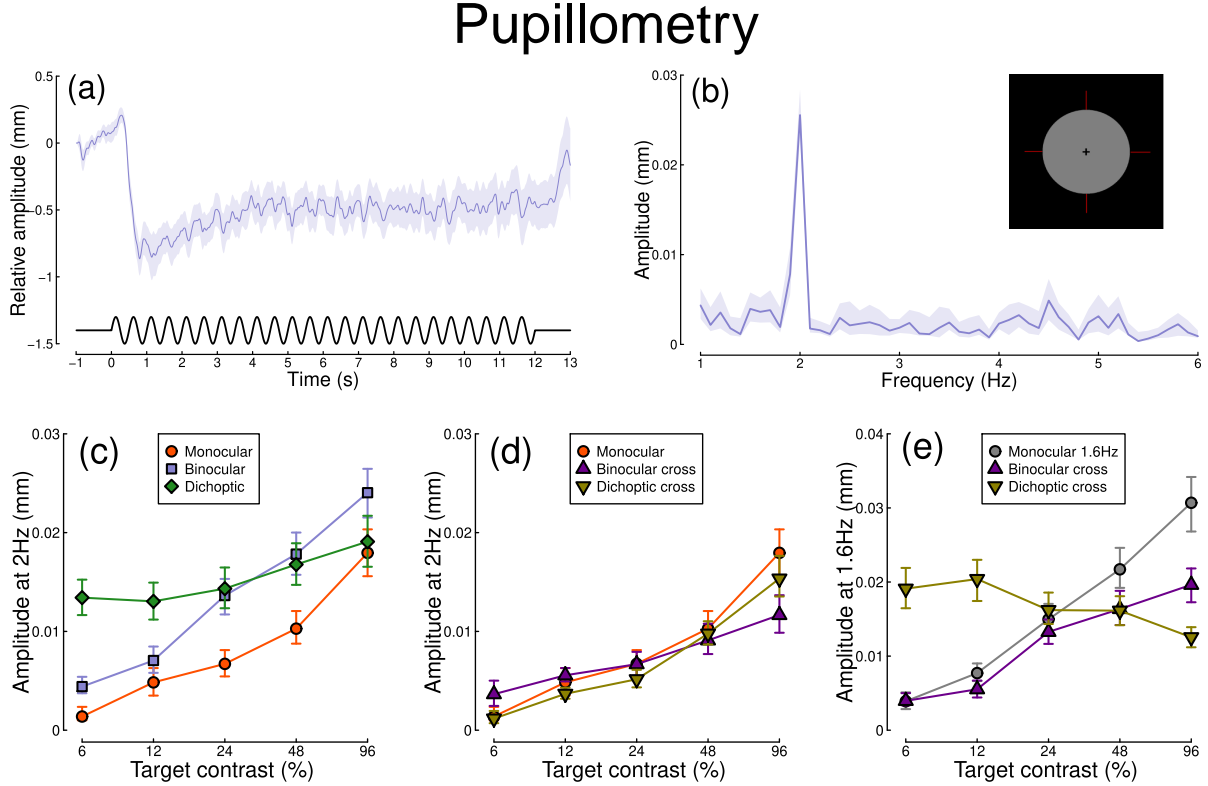 Pupillometry
(a)
Relative amplitude (mm)
0.5
0
−0.5
−1
−1.5
−1 0 1 2 3 4 5 6 7 8 9 10 11 12 13
Time (s)
(b)
Amplitude (mm)
0.03
0.02
0.01
0
1 2 3 4 5 6
Frequency (Hz)
(c)
Monocular
Binocular
Dichoptic
Amplitude at 2Hz (mm)
0.03
0.02
0.01
0
6 12 24 48 96
Target contrast (%)
(d)
Monocular
Binocular cross
Dichoptic cross
Amplitude at 2Hz (mm)
0.03
0.02
0.01
0
6 12 24 48 96
Target contrast (%)
(e)
Monocular 1.6Hz
Binocular cross
Dichoptic cross
Amplitude at 1.6Hz (mm)
0.04
0.03
0.02
0.01
0
6 12 24 48 96
Target contrast (%)